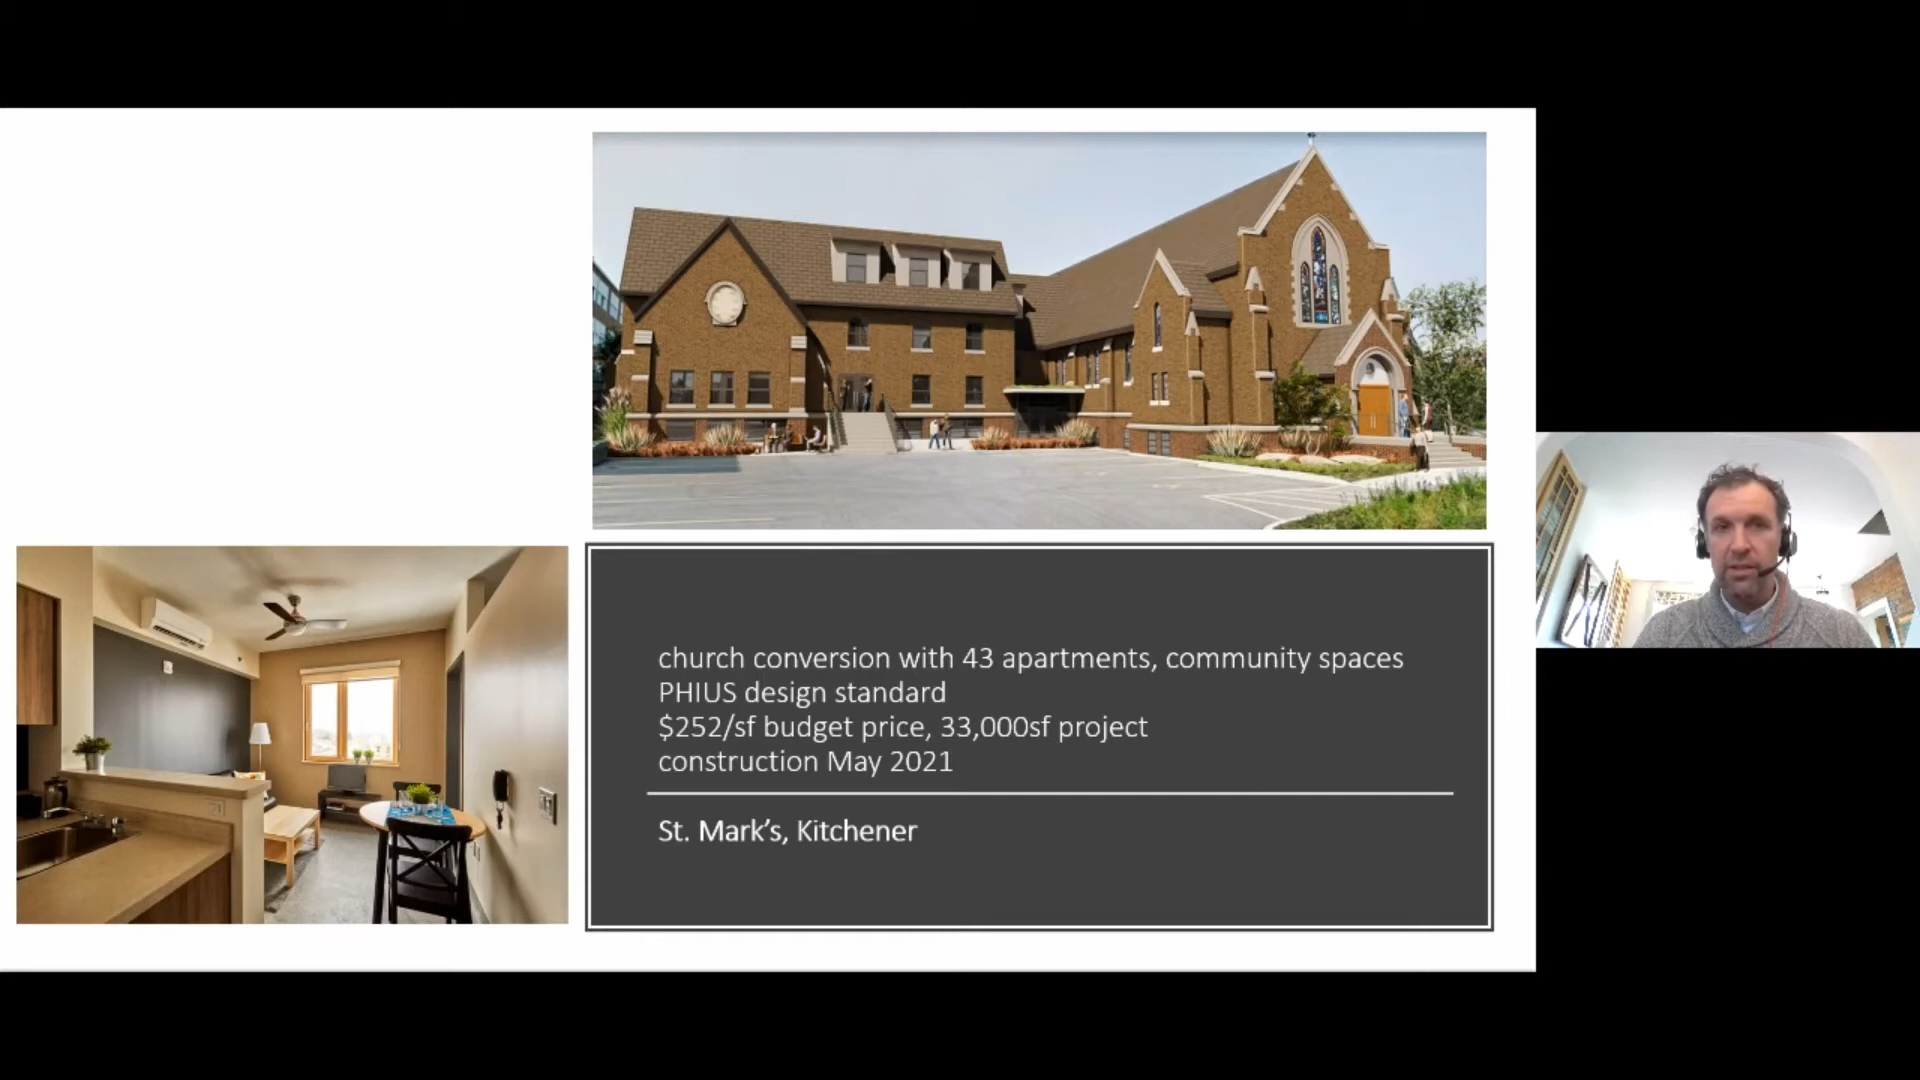 church conversion with 43 apartments, community spaces
PHIUS design standard
$252/sf budget price, 33,000sf project
construction May 2021
St. Mark’s, Kitchener